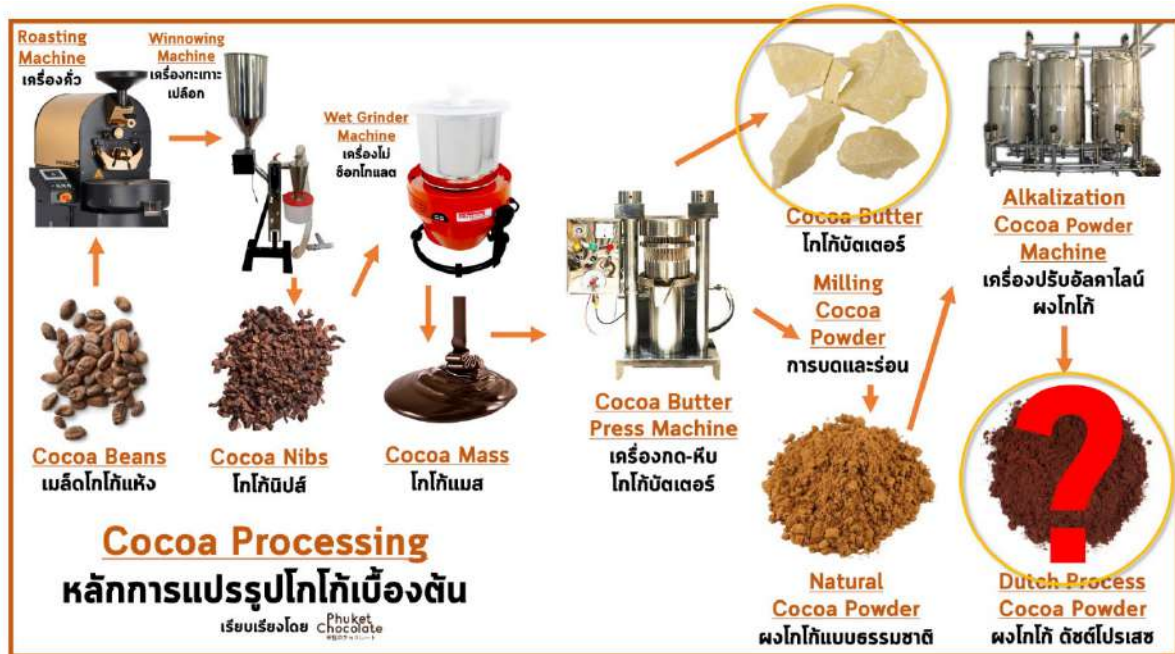 Roasting
Machine
เครื่องคั่ว
Winnowing
Machine
เครื่องกะเทาะ
เปลือก
Wet Grinder
Machine
เครื่องโม่
ช็อกโกแลต
Cocoa Beans
เมล็ดโกโก้แห้ง
Cocoa Nibs
โกโก้นิปส์
Cocoa Mass
โกโก้แมส
Cocoa Butter
Press Machine
เครื่องกด-หีบ
โกโก้บัตเตอร์
Cocoa Butter
โกโก้บัตเตอร์
Milling
Cocoa
Powder
การบดและร่อน
Natural
Cocoa Powder
ผงโกโก้แบบธรรมชาติ
Alkalization
Cocoa Powder
Machine
เครื่องปรับอัลคาไลน์
ผงโกโก้
?
Dutch Process
Cocoa Powder
ผงโกโก้ ดัชต์โปรเสซ
Cocoa Processing
หลักการแปรรูปโกโก้เบื้องต้น
เรียบเรียงโดย Phuket
Chocolate